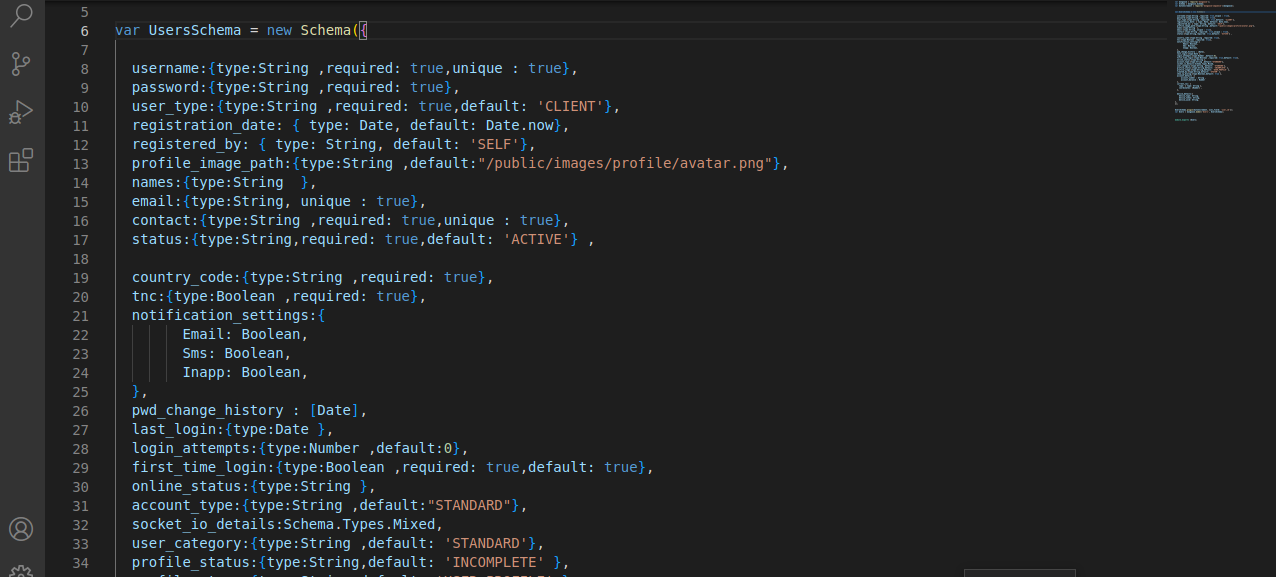 5
6 var UsersSchema = new Schema({
7
8 username:{type:String ,required: true,unique : true},
9 password:{type:String ,required: true},
10 user_type:{type:String ,required: true,default: 'CLIENT'},
11 registration_date: { type: Date, default: Date.now},
12 registered_by: { type: String, default: 'SELF'},
13 profile_image_path:{type:String ,default:"/public/images/profile/avatar.png"},
14 names:{type:String  },
15 email:{type:String, unique : true},
16 contact:{type:String ,required: true,unique : true},
17 status:{type:String,required: true,default: 'ACTIVE'} ,
18
19 country_code:{type:String ,required: true},
20 tnc:{type:Boolean ,required: true},
21 notification_settings:{
22 Email: Boolean,
23 Sms: Boolean,
24 Inapp: Boolean,
25 },
26 pwd_change_history : [Date],
27 last_login:{type:Date },
28 login_attempts:{type:Number ,default:0},
29 first_time_login:{type:Boolean ,required: true,default: true},
30 online_status:{type:String },
31 account_type:{type:String ,default:"STANDARD"},
32 socket_io_details:Schema.Types.Mixed,
33 user_category:{type:String ,default: 'STANDARD'},
34 profile_status:{type:String,default: 'INCOMPLETE' },